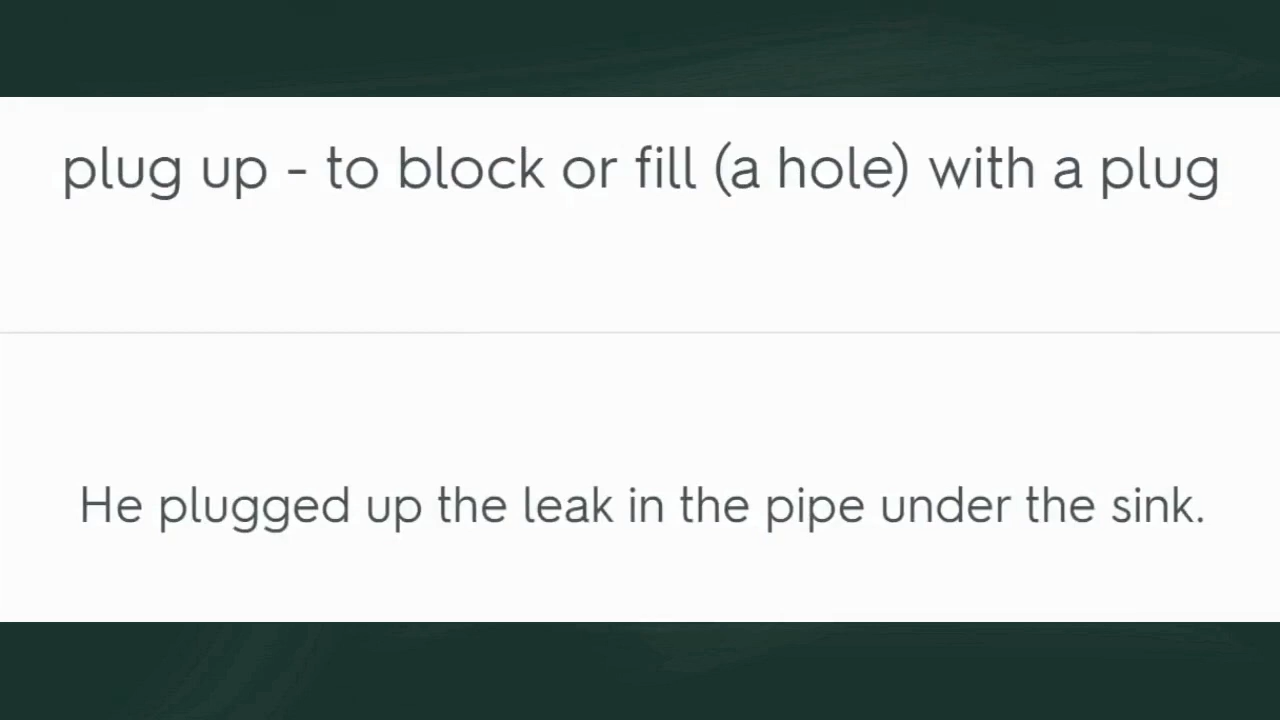 plug up - to block or fill (a hole) with a plug
He plugged up the leak in the pipe under the sink.